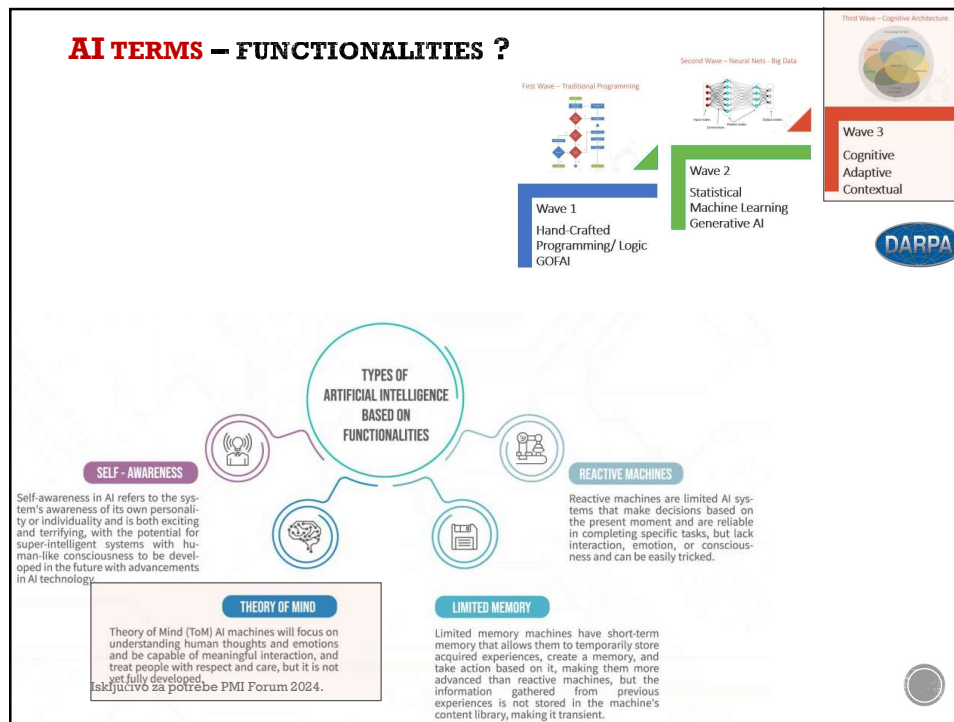 AI TERMS – FUNCTIONALITIES ?
First Wave – Traditional Programming
Second Wave – Neural Nets - Big Data
Third Wave – Cognitive Architecture
Input nodes
Connections
Hidden nodes
Output nodes
Wave 1
Hand-Crafted
Programming/ Logic
GOFAI
Wave 2
Statistical
Machine Learning
Generative AI
Wave 3
Cognitive
Adaptive
Contextual
DARPA
TYPES OF
ARTIFICIAL INTELLIGENCE
BASED ON
FUNCTIONALITIES
SELF - AWARENESS
Self-awareness in AI refers to the sys-
tem's awareness of its own personali-
ty or individuality and is both exciting
and terrifying, with the potential for
super-intelligent systems with hu-
man-like consciousness to be devel-
oped in the future with advancements
in AI technology.
REACTIVE MACHINES
Reactive machines are limited AI sys-
tems that make decisions based on
the present moment and are reliable
in completing specific tasks, but lack
interaction, emotion, or conscious-
ness and can be easily tricked.
THEORY OF MIND
Theory of Mind (ToM) AI machines will focus on
understanding human thoughts and emotions
and be capable of meaningful interaction, and
treat people with respect and care, but it is not
yet fully developed.
Isključivo za potrebe PMI Forum 2024.
LIMITED MEMORY
Limited memory machines have short-term
memory that allows them to temporarily store
acquired experiences, create a memory, and
take action based on it, making them more
advanced than reactive machines, but the
information gathered from previous
experiences is not stored in the machine's
content library, making it transient.